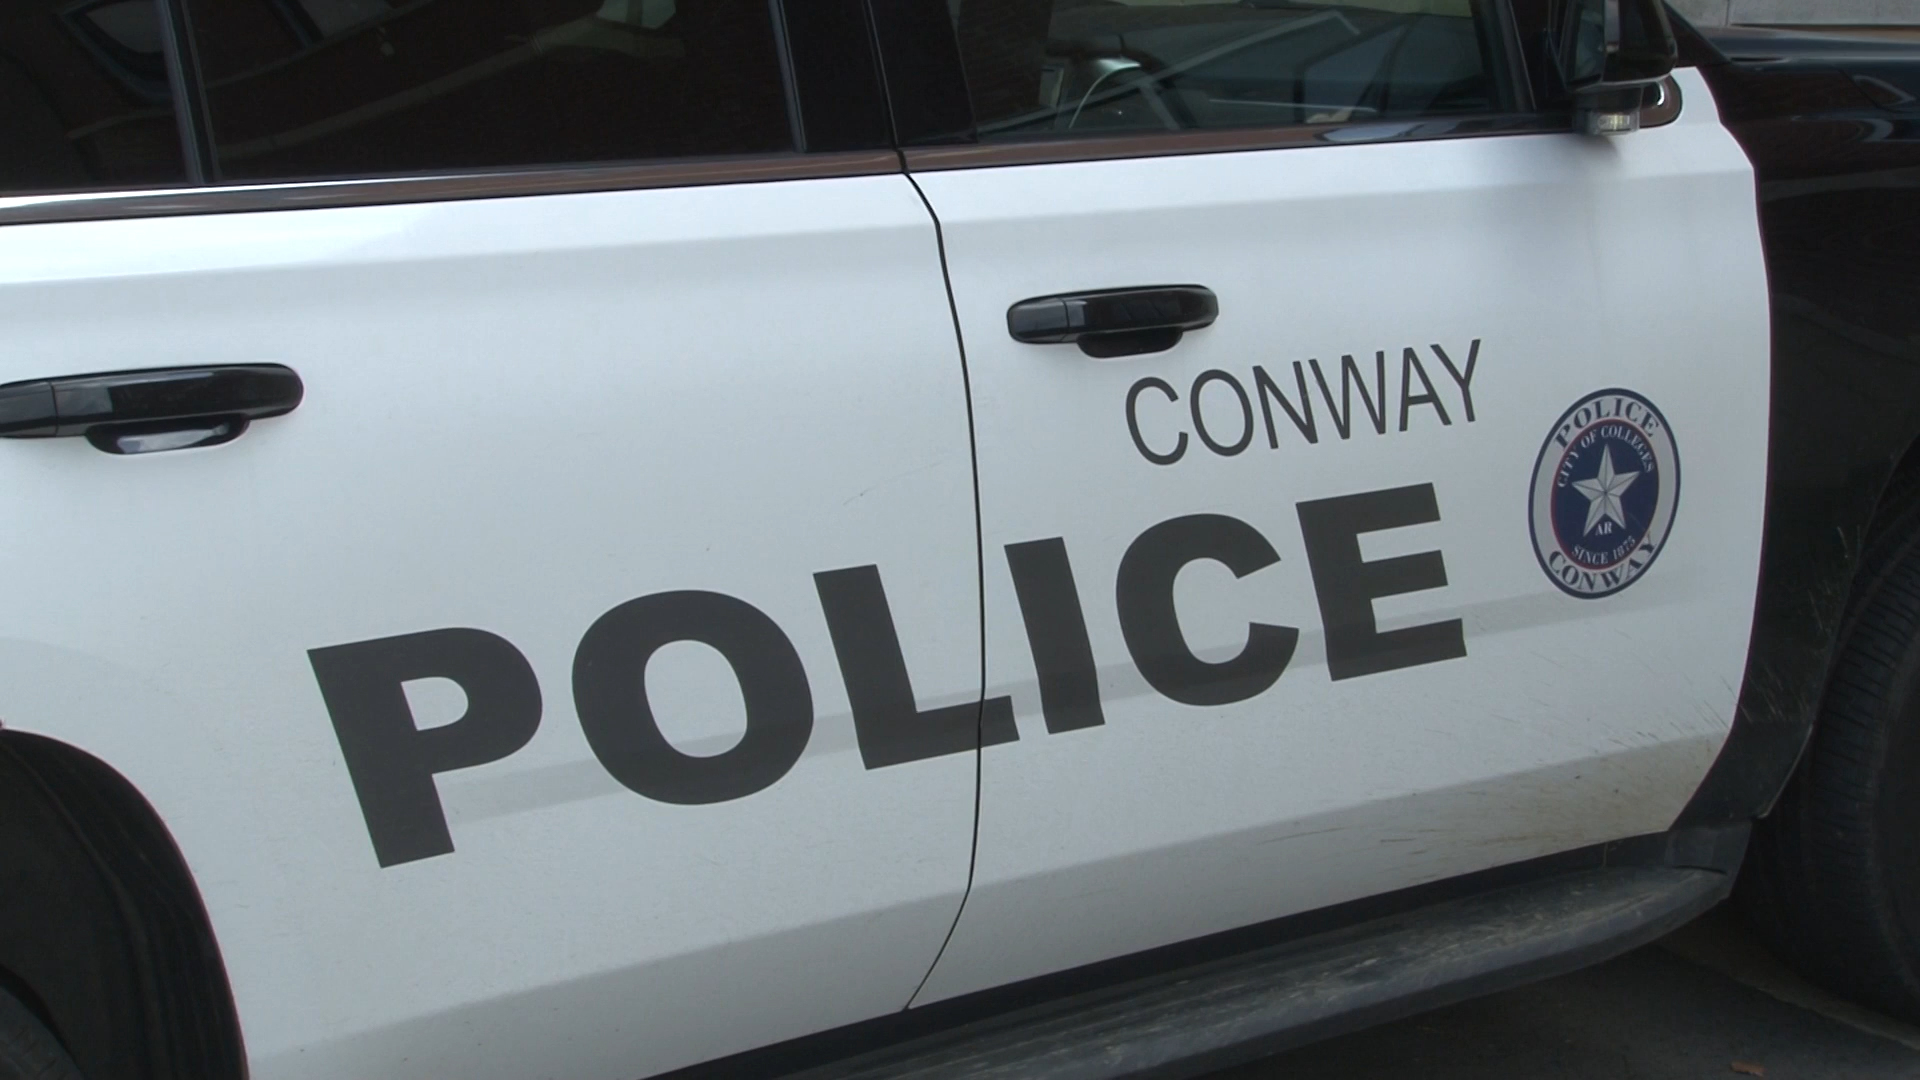 CONWAY
POLICE
POLICE
CITY OF COLLEGES
AR
SINCE 1875
CONWAY